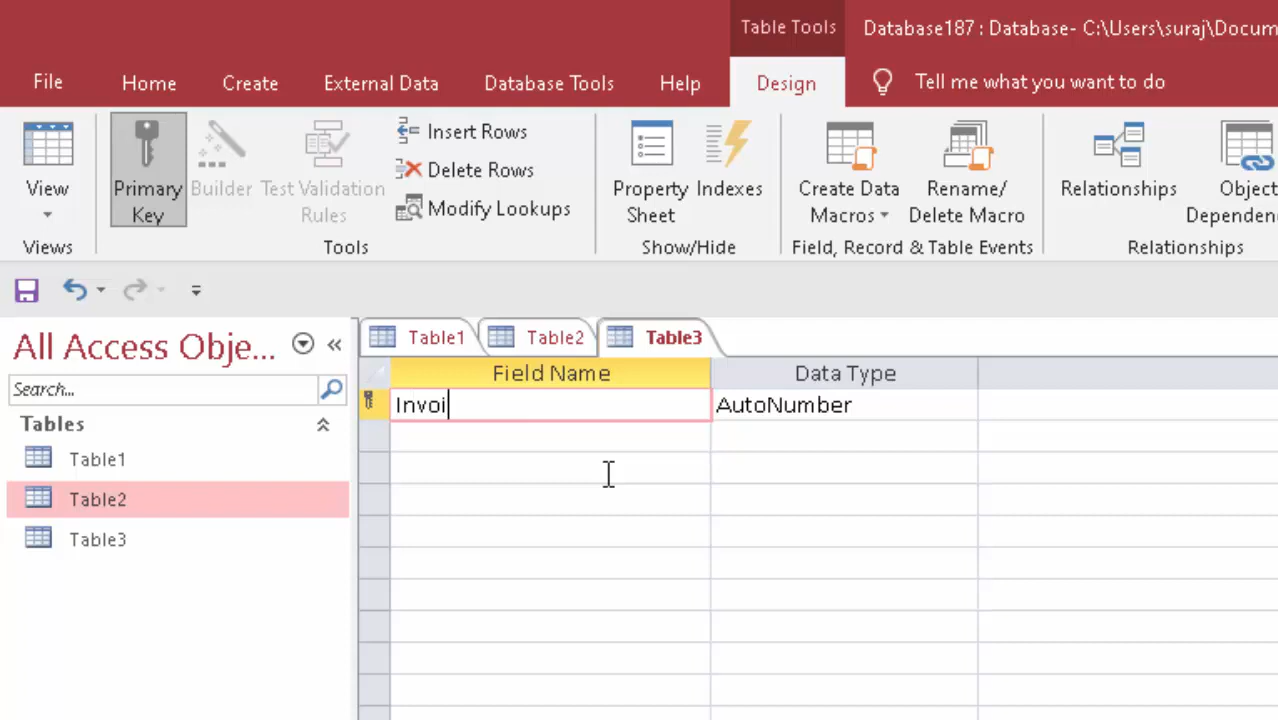 Table Tools
Database187 : Database- C:\Users\suraj\Docum
File
Home
Create
External Data
Database Tools
Help
Design
Tell me what you want to do
View
Primary
Key
Builder
Test Validation
Rules
Insert Rows
Delete Rows
Modify Lookups
Property
Sheet
Indexes
Create Data
Macros
Rename/
Delete Macro
Relationships
Object
Dependen
Views
Tools
Show/Hide
Field, Record & Table Events
Relationships
All Access Obje...
Search...
Tables
Table1
Table2
Table3
Table1
Table2
Table3
Field Name
Data Type
Invoi
AutoNumber